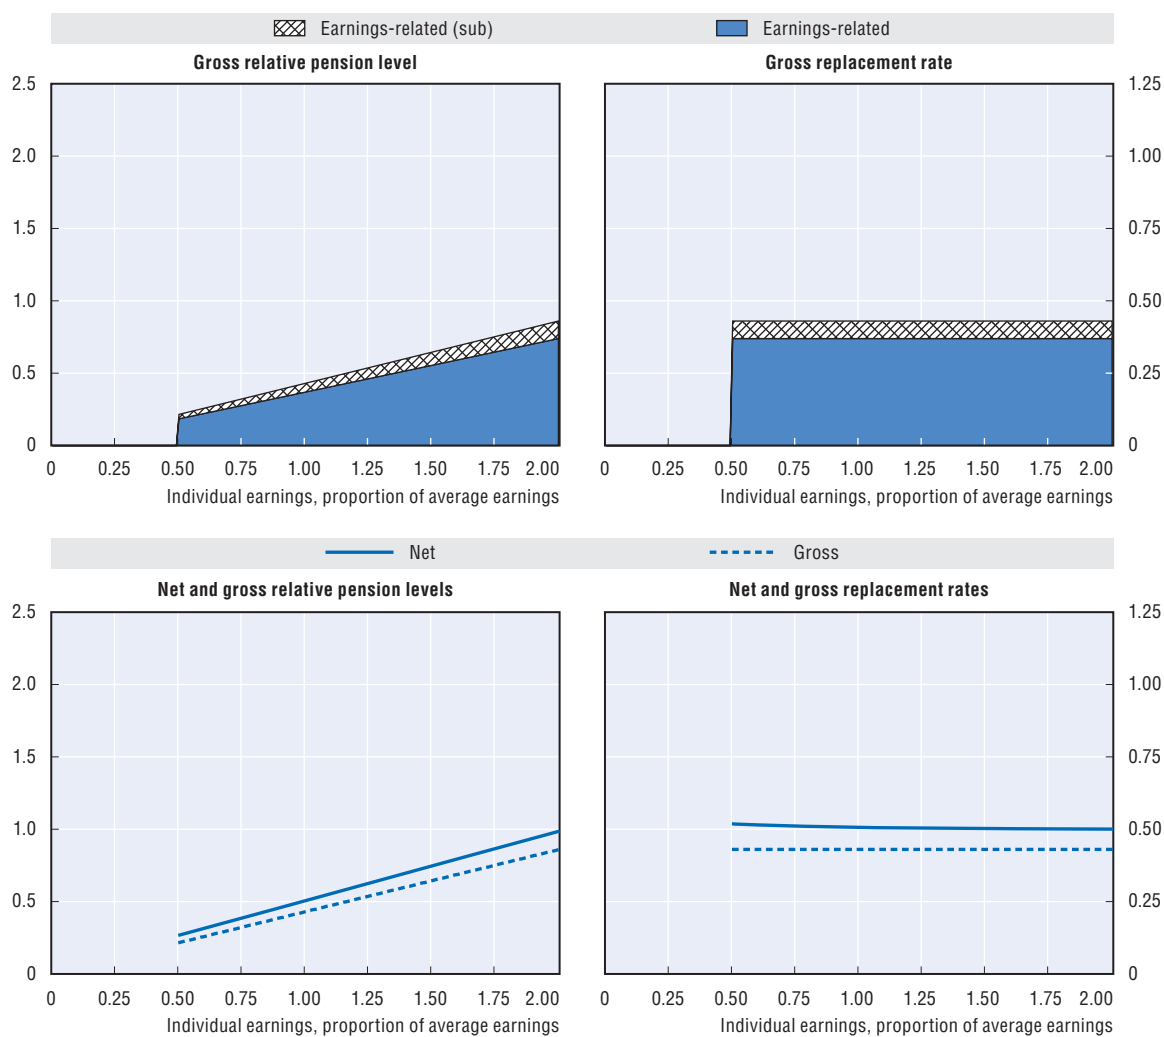 Earnings-related (sub) Earnings-related
Gross relative pension level
2.5
2.0
1.5
1.0
0.5
0
0 0.25 0.50 0.75 1.00 1.25 1.50 1.75 2.00
Individual earnings, proportion of average earnings
Gross replacement rate
1.25
1.00
0.75
0.50
0.25
0
0 0.25 0.50 0.75 1.00 1.25 1.50 1.75 2.00
Individual earnings, proportion of average earnings
Net Gross
Net and gross relative pension levels
2.5
2.0
1.5
1.0
0.5
0
0 0.25 0.50 0.75 1.00 1.25 1.50 1.75 2.00
Individual earnings, proportion of average earnings
Net and gross replacement rates
1.25
1.00
0.75
0.50
0.25
0
0 0.25 0.50 0.75 1.00 1.25 1.50 1.75 2.00
Individual earnings, proportion of average earnings